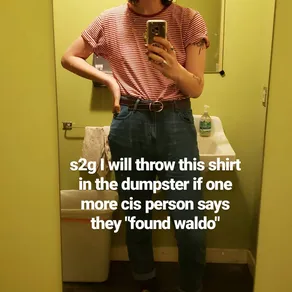 s2g I will throw this shirt
in the dumpster if one
more cis person says
they "found waldo"